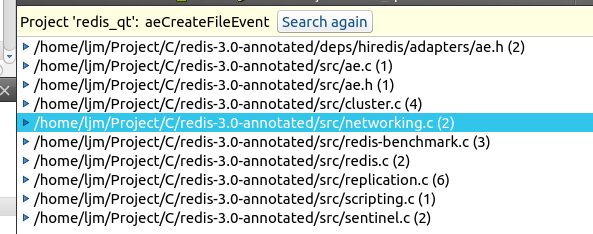 Project 'redis_qt': aeCreateFileEvent Search again
/home/ljm/Project/C/redis-3.0-annotated/deps/hiredis/adapters/ae.h (2)
/home/ljm/Project/C/redis-3.0-annotated/src/ae.c (1)
/home/ljm/Project/C/redis-3.0-annotated/src/ae.h (1)
/home/ljm/Project/C/redis-3.0-annotated/src/cluster.c (4)
/home/ljm/Project/C/redis-3.0-annotated/src/networking.c (2)
/home/ljm/Project/C/redis-3.0-annotated/src/redis-benchmark.c (3)
/home/ljm/Project/C/redis-3.0-annotated/src/redis.c (2)
/home/ljm/Project/C/redis-3.0-annotated/src/replication.c (6)
/home/ljm/Project/C/redis-3.0-annotated/src/scripting.c (1)
/home/ljm/Project/C/redis-3.0-annotated/src/sentinel.c (2)